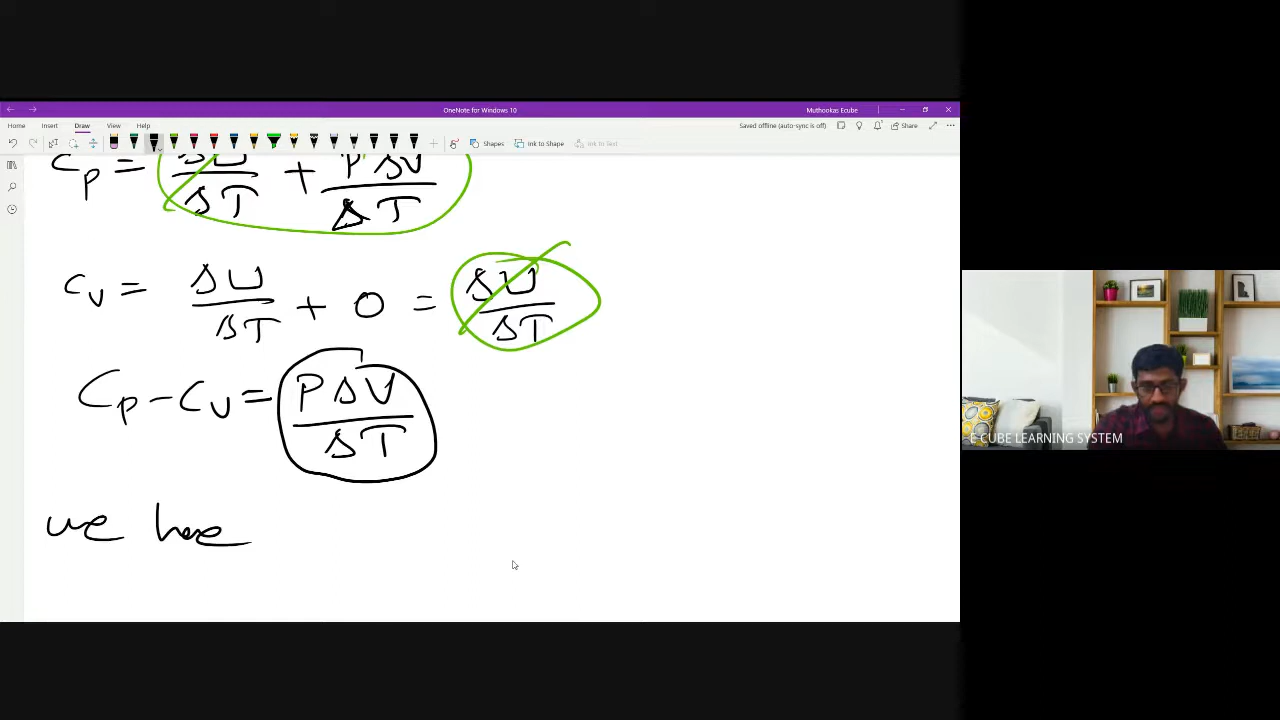 OneNote for Windows 10
Muthookas Ecube
Home Insert Draw View Help
Saved offline (auto-sync is off)
Share
Shapes
Ink to Shape
Ink to Text
Cp = ΔU/ΔT + PΔV/ΔT
Cv = ΔU/ΔT + 0 = ΔU/ΔT
Cp - Cv = PΔV/ΔT
we have
E CUBE LEARNING SYSTEM